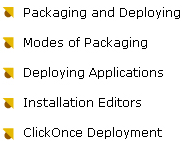 Packaging and Deploying
Modes of Packaging
Deploying Applications
Installation Editors
ClickOnce Deployment